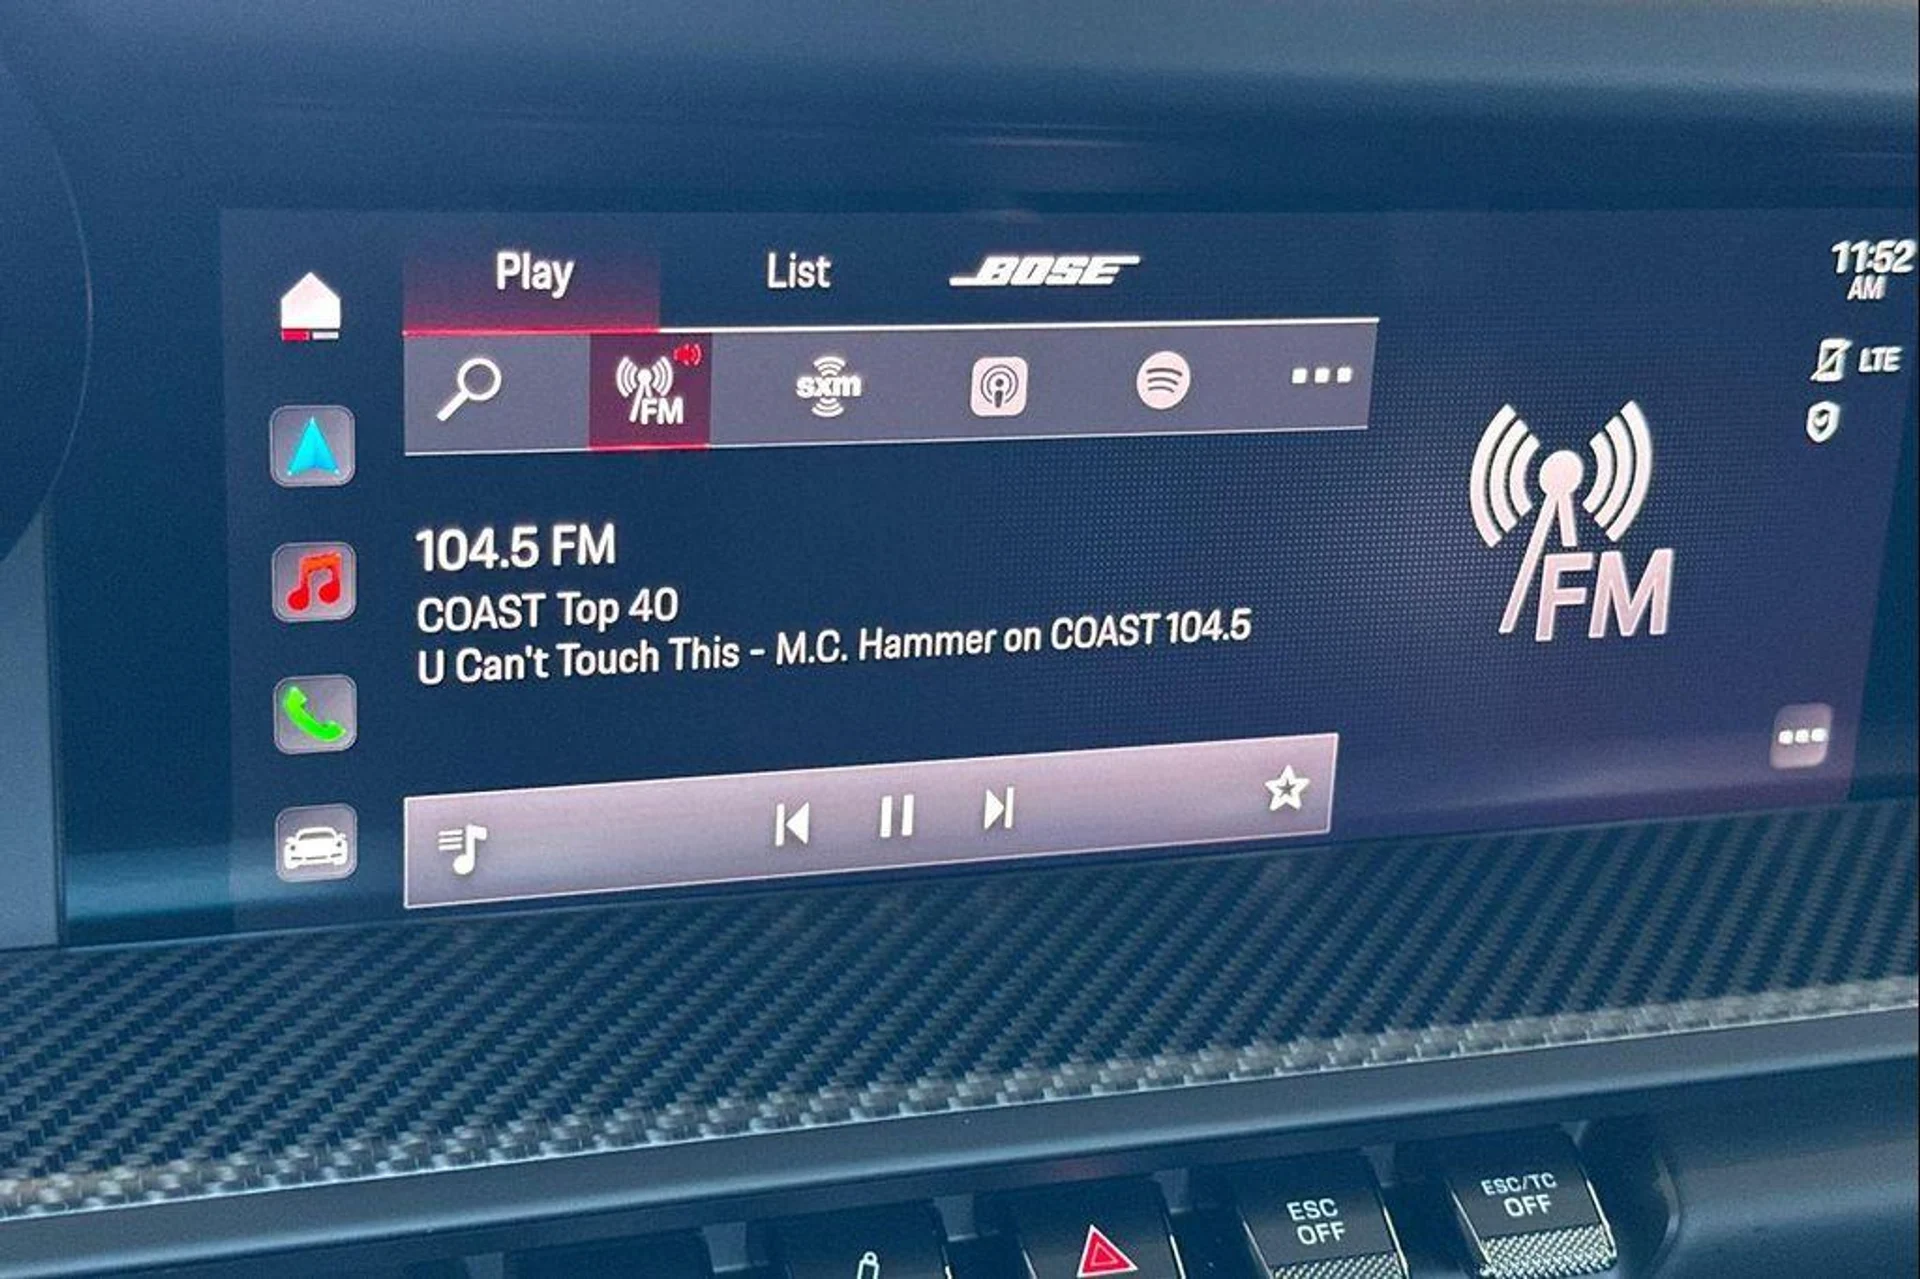 Play
List
BOSE
11:52
AM
FM
sxm
LTE
FM
104.5 FM
COAST Top 40
U Can't Touch This - M.C. Hammer on COAST 104.5
ESC
OFF
ESC/TC
OFF